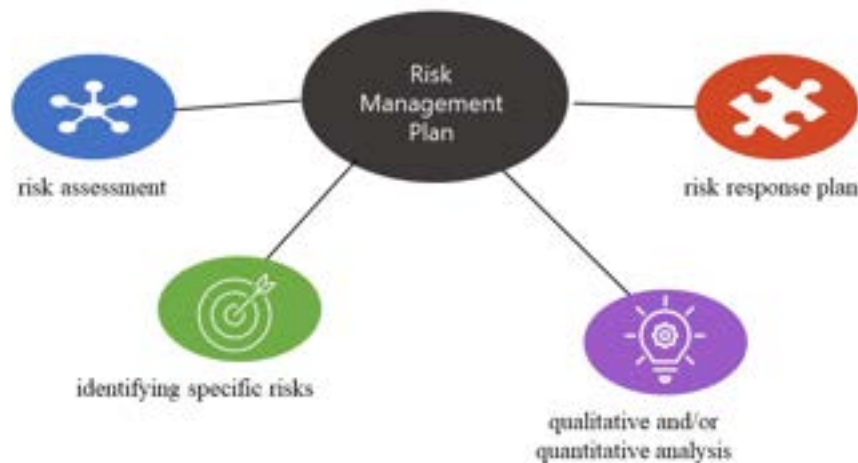 Risk
Management
Plan
risk assessment
risk response plan
identifying specific risks
qualitative and/or
quantitative analysis